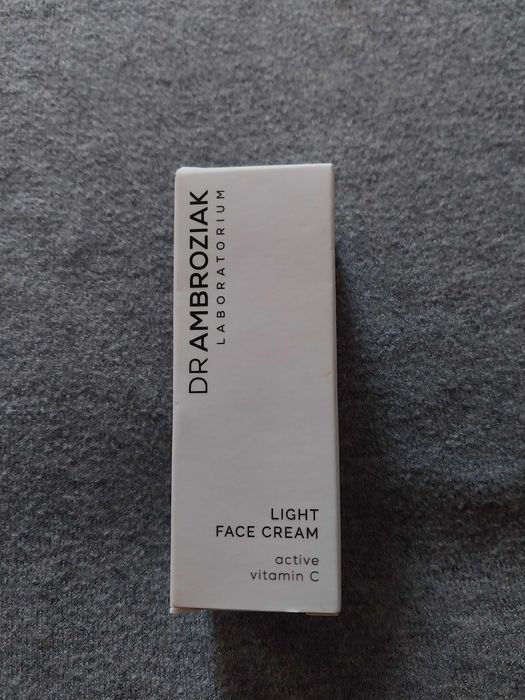 DR AMBROZIAK
LABORATORIUM
LIGHT
FACE CREAM
active
vitamin C